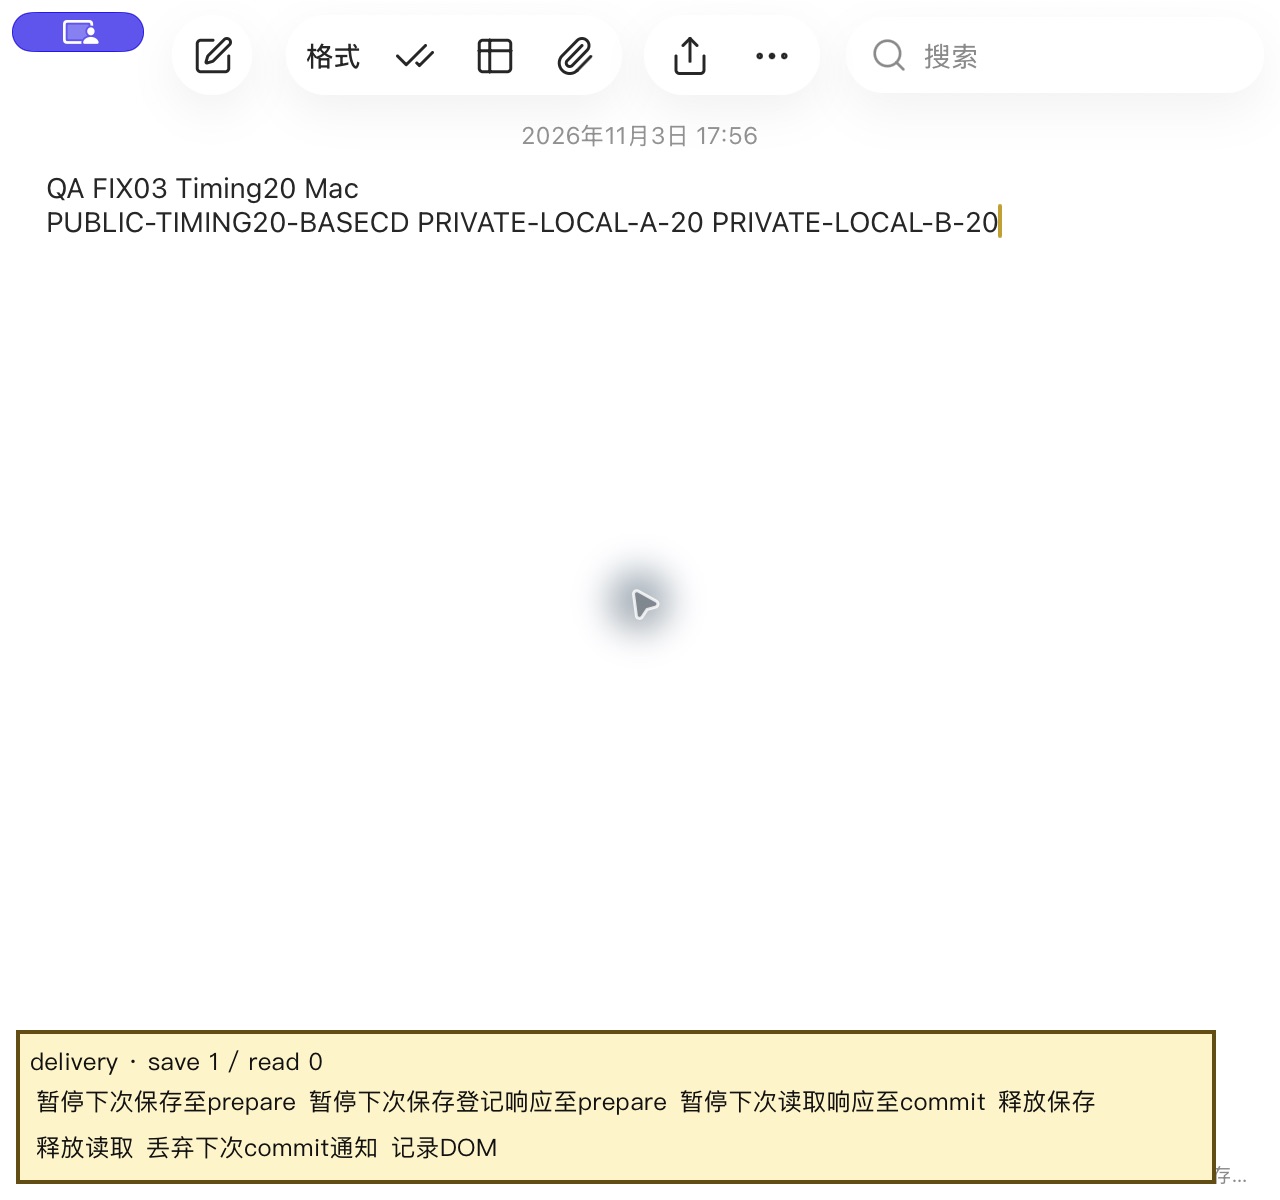 格式
搜索
2026年11月3日 17:56
QA FIX03 Timing20 Mac
PUBLIC-TIMING20-BASECD PRIVATE-LOCAL-A-20 PRIVATE-LOCAL-B-20
delivery · save 1 / read 0
暂停下次保存至prepare 暂停下次保存登记响应至prepare 暂停下次读取响应至commit 释放保存
释放读取 丢弃下次commit通知 记录DOM
存...